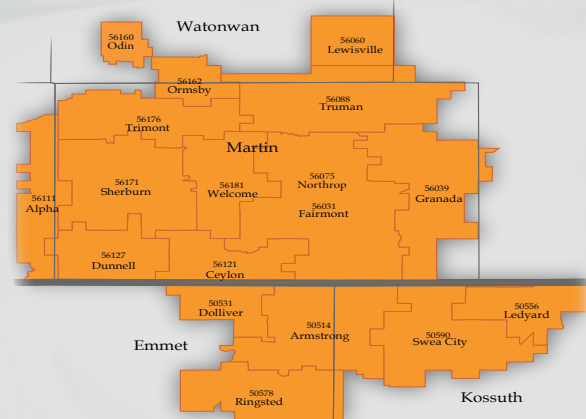 Watonwan
56160
Odin
56060
Lewisville
56162
Ormsby
56088
Truman
56176
Trimont
Martin
56171
Sherburn
56181
Welcome
56075
Northrop
56031
Fairmont
56039
Granada
56111
Alpha
56127
Dunnell
56121
Ceylon
50531
Dolliver
50514
Armstrong
50556
Ledyard
50590
Swea City
Emmet
50578
Ringsted
Kossuth